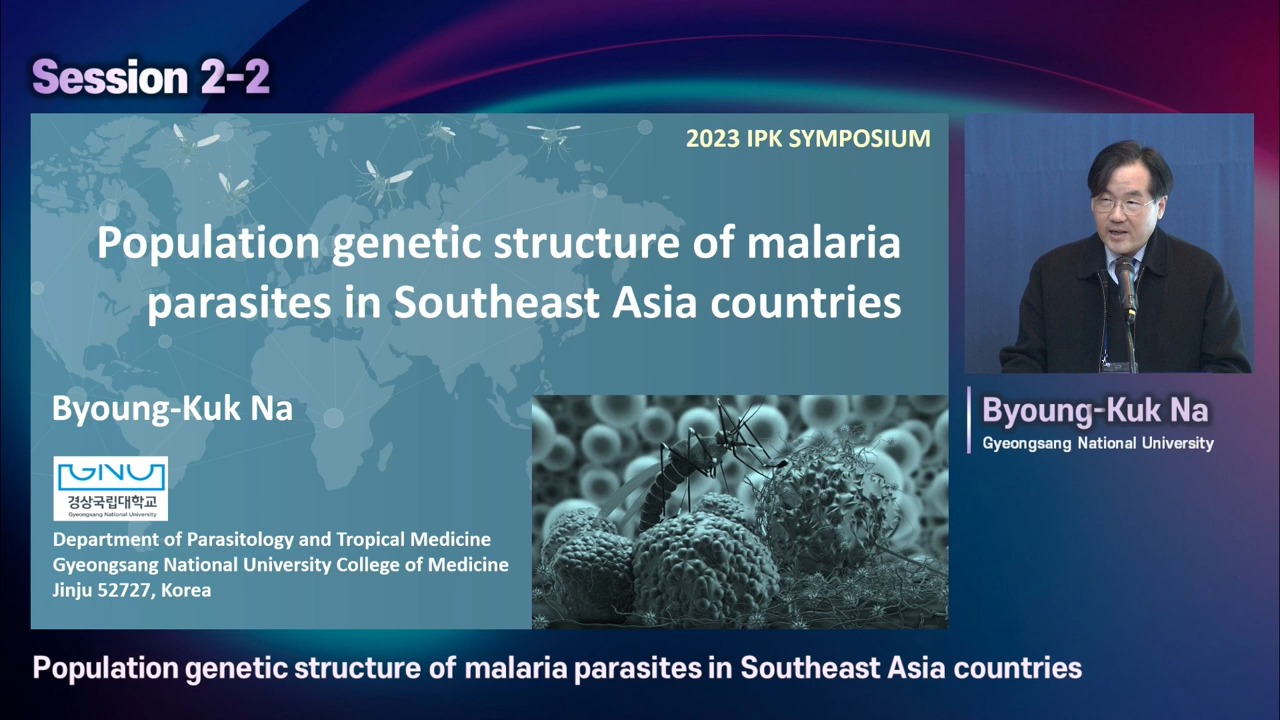 Session 2-2
2023 IPK SYMPOSIUM
Population genetic structure of malaria
parasites in Southeast Asia countries
Byoung-Kuk Na
GNU
경상국립대학교
Gyeongsang National University
Department of Parasitology and Tropical Medicine
Gyeongsang National University College of Medicine
Jinju 52727, Korea
Byoung-Kuk Na
Gyeongsang National University
Population genetic structure of malaria parasites in Southeast Asia countries